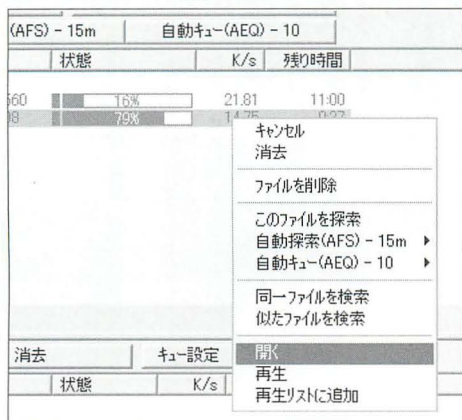 (AFS) - 15m 自動キュー(AEQ) - 10
状態 K/s 残り時間
560 16% 21.81 11:00
98 79% 14.75 0:27
キャンセル
消去
ファイルを削除
このファイルを探索
自動探索(AFS) - 15m
自動キュー(AEQ) - 10
同一ファイルを検索
似たファイルを検索
開く
再生
再生リストに追加
消去 キュー設定
状態 K/s